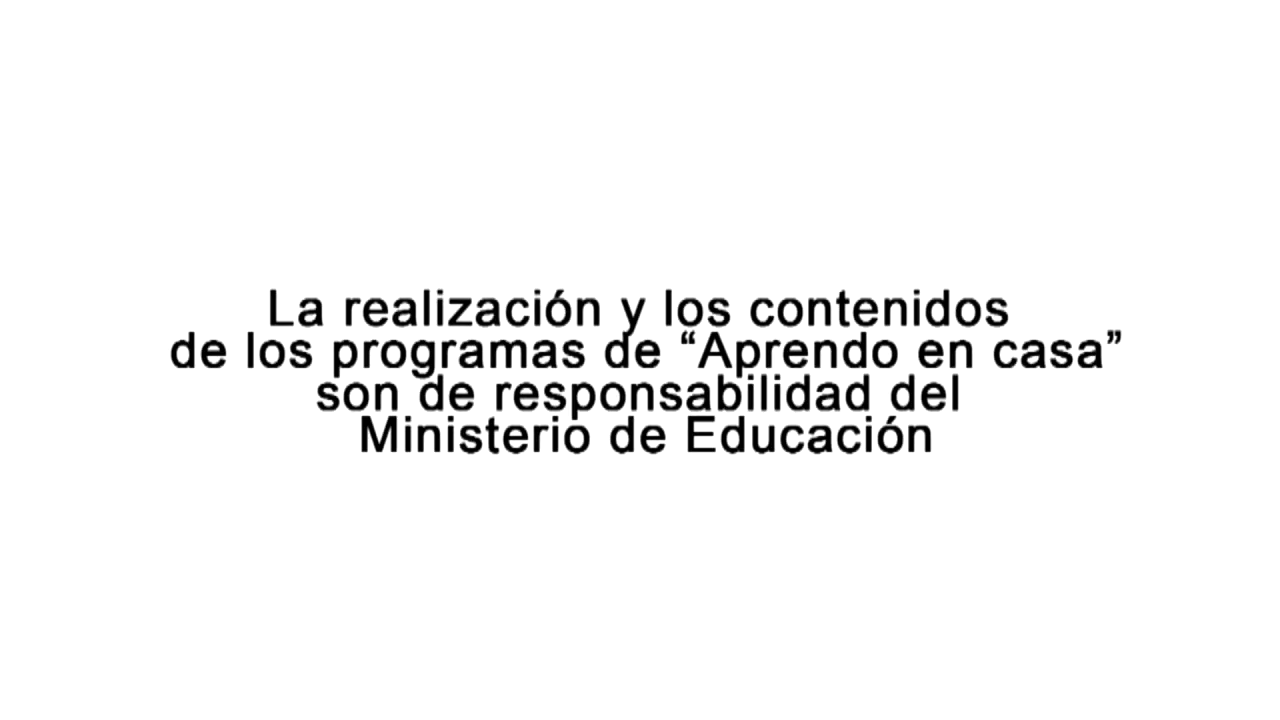 La realización y los contenidos
de los programas de “Aprendo en casa”
son de responsabilidad del
Ministerio de Educación